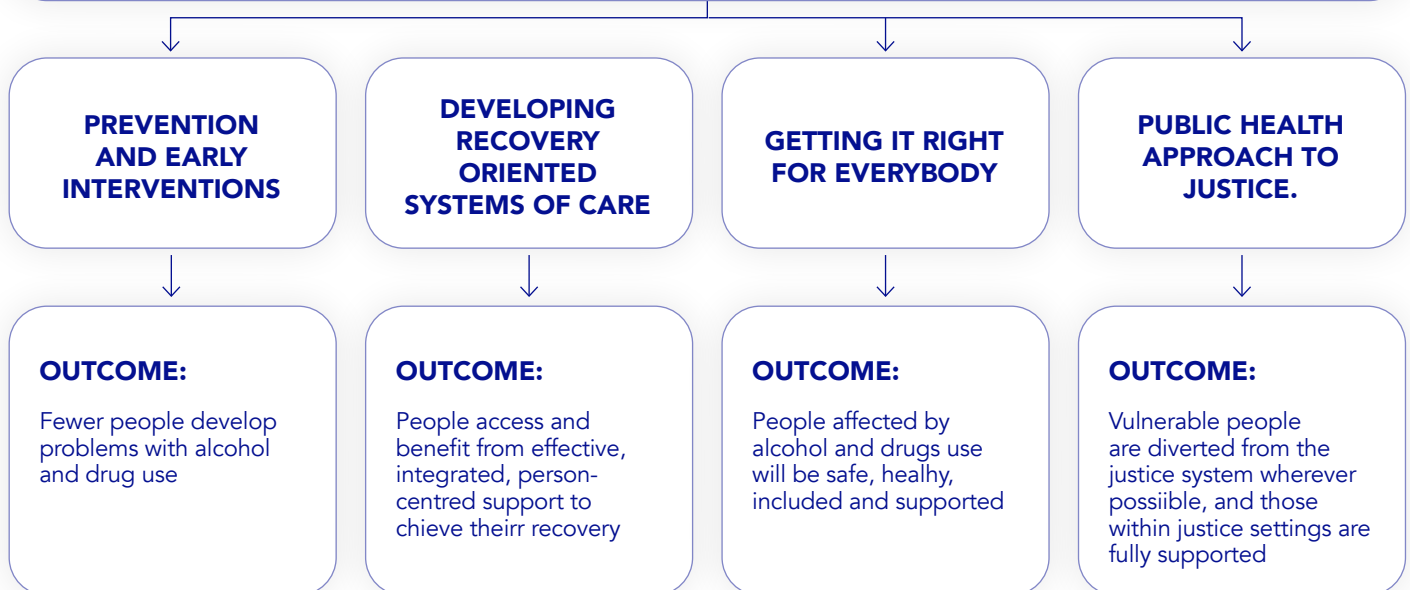 PREVENTION
AND EARLY
INTERVENTIONS
DEVELOPING
RECOVERY
ORIENTED
SYSTEMS OF CARE
GETTING IT RIGHT
FOR EVERYBODY
PUBLIC HEALTH
APPROACH TO
JUSTICE.
OUTCOME:
Fewer people develop
problems with alcohol
and drug use
OUTCOME:
People access and
benefit from effective,
integrated, person-
centred support to
chieve theirr recovery
OUTCOME:
People affected by
alcohol and drugs use
will be safe, healhy,
included and supported
OUTCOME:
Vulnerable people
are diverted from the
justice system wherever
possiible, and those
within justice settings are
fully supported